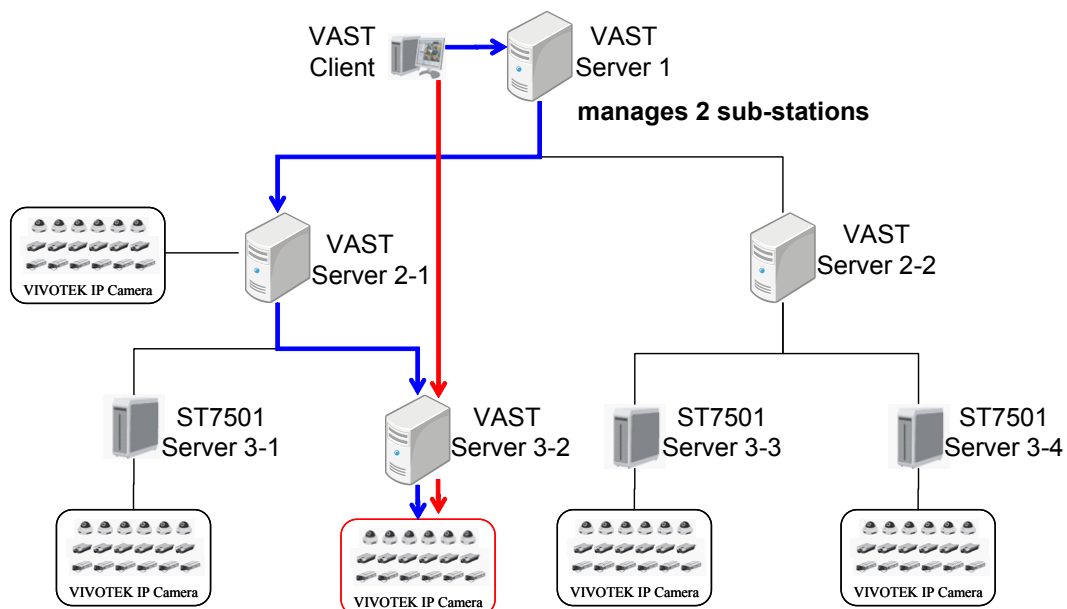 VAST
Client
VAST
Server 1
manages 2 sub-stations
VIVOTEK IP Camera
VAST
Server 2-1
VAST
Server 2-2
ST7501
Server 3-1
VAST
Server 3-2
ST7501
Server 3-3
ST7501
Server 3-4
VIVOTEK IP Camera
VIVOTEK IP Camera
VIVOTEK IP Camera
VIVOTEK IP Camera